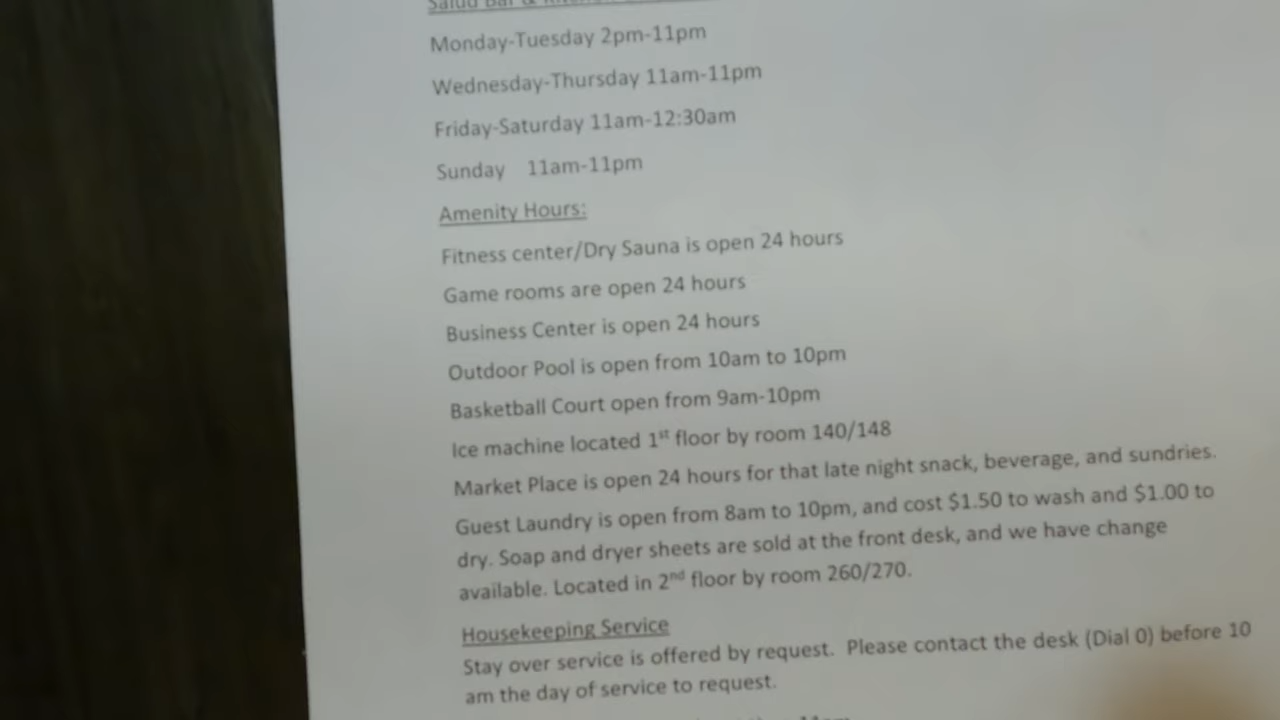 Salud Bar &
Monday-Tuesday 2pm-11pm
Wednesday-Thursday 11am-11pm
Friday-Saturday 11am-12:30am
Sunday 11am-11pm
Amenity Hours:
Fitness center/Dry Sauna is open 24 hours
Game rooms are open 24 hours
Business Center is open 24 hours
Outdoor Pool is open from 10am to 10pm
Basketball Court open from 9am-10pm
Ice machine located 1st floor by room 140/148
Market Place is open 24 hours for that late night snack, beverage, and sundries.
Guest Laundry is open from 8am to 10pm, and cost $1.50 to wash and $1.00 to
dry. Soap and dryer sheets are sold at the front desk, and we have change
available. Located in 2nd floor by room 260/270.
Housekeeping Service
Stay over service is offered by request. Please contact the desk (Dial 0) before 10
am the day of service to request.